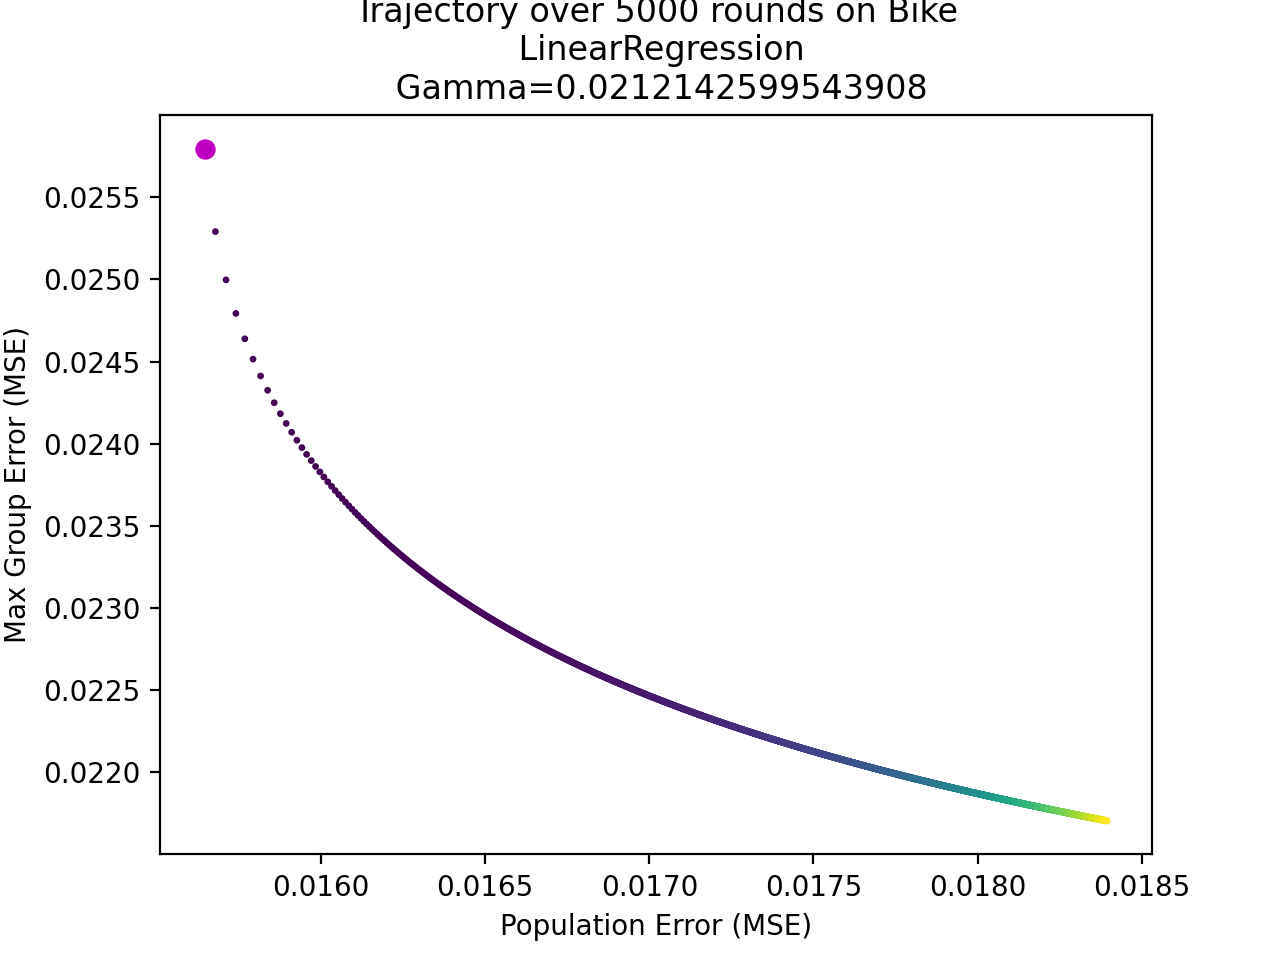 Trajectory over 5000 rounds on Bike
LinearRegression
Gamma=0.0212142599543908
Max Group Error (MSE)
0.0255
0.0250
0.0245
0.0240
0.0235
0.0230
0.0225
0.0220
0.0160 0.0165 0.0170 0.0175 0.0180 0.0185
Population Error (MSE)